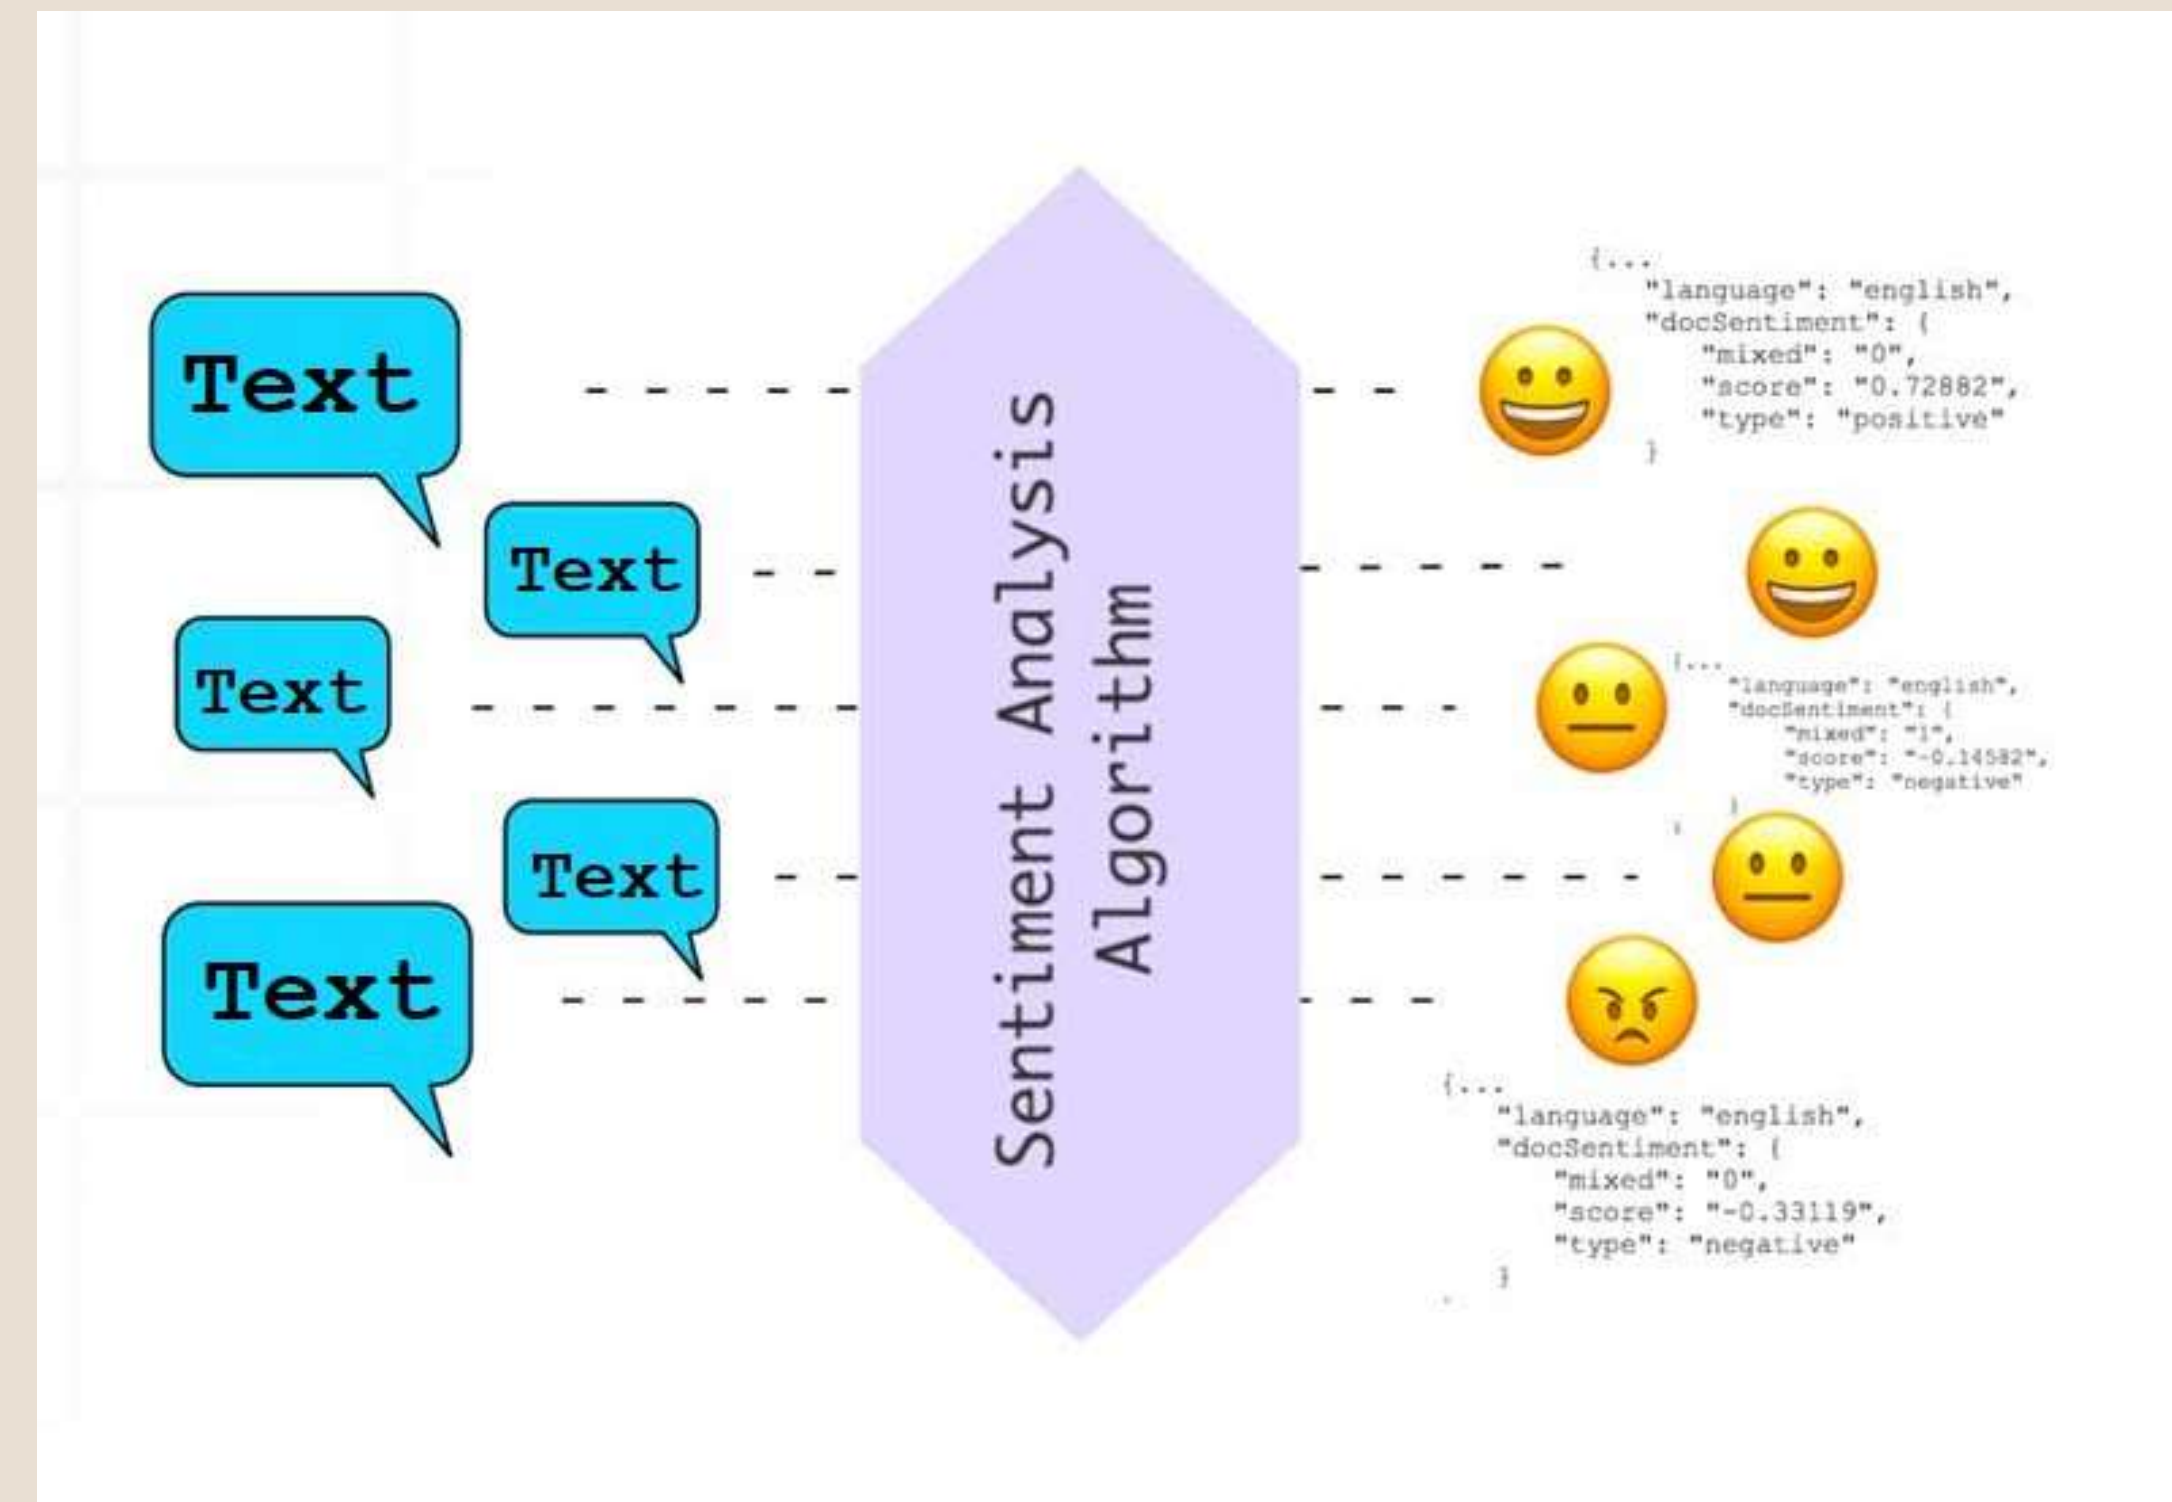 Text
Text
Text
Text
Text
Sentiment Analysis
Algorithm
{...
"language": "english",
"docSentiment": {
"mixed": "0",
"score": "0.72882",
"type": "positive"
}
{...
"language": "english",
"docSentiment": {
"mixed": "1",
"score": "-0.14582",
"type": "negative"
}
{...
"language": "english",
"docSentiment": {
"mixed": "0",
"score": "-0.33119",
"type": "negative"
}